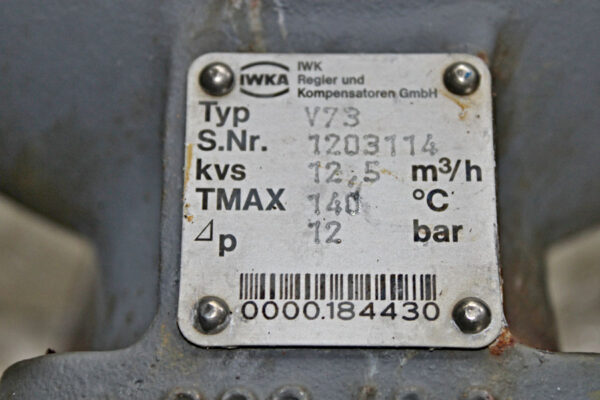 IWKA
IWK
Regler und
Kompensatoren GmbH
Typ V73
S.Nr. 1203114
kvs 12,5 m³/h
TMAX 140 °C
⊿p 12 bar
0000.184430